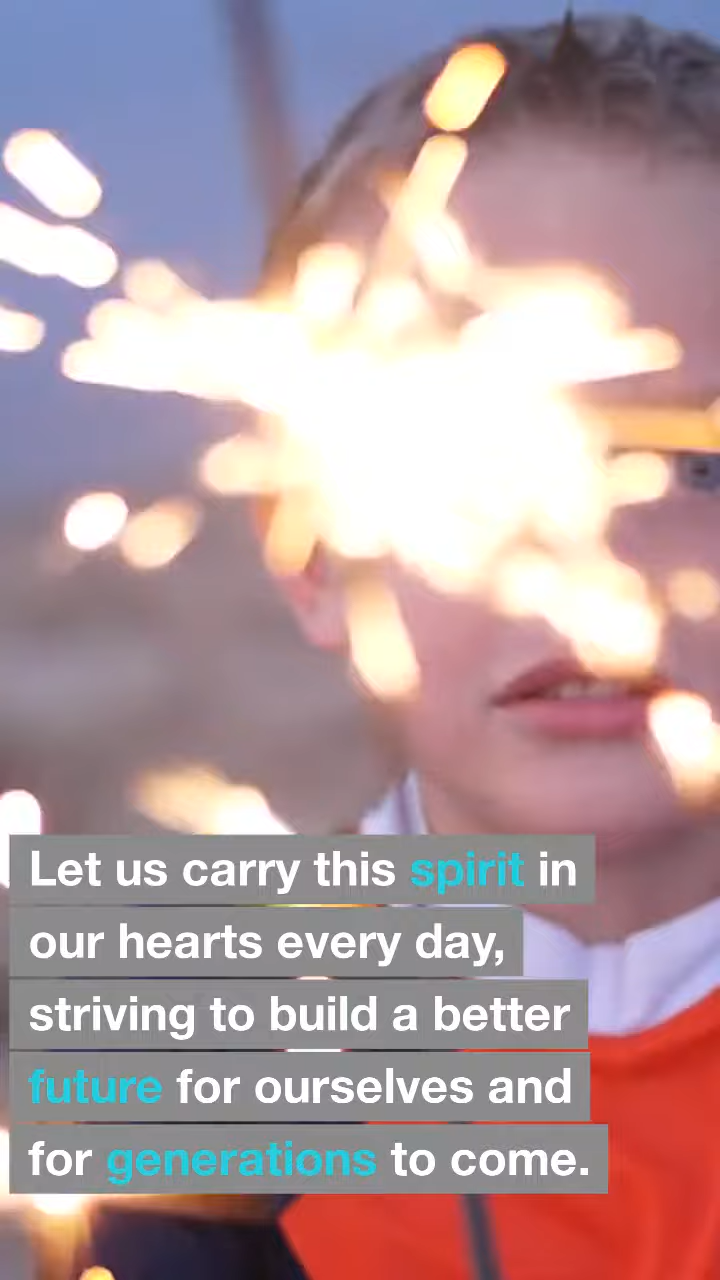 Let us carry this spirit in
our hearts every day,
striving to build a better
future for ourselves and
for generations to come.